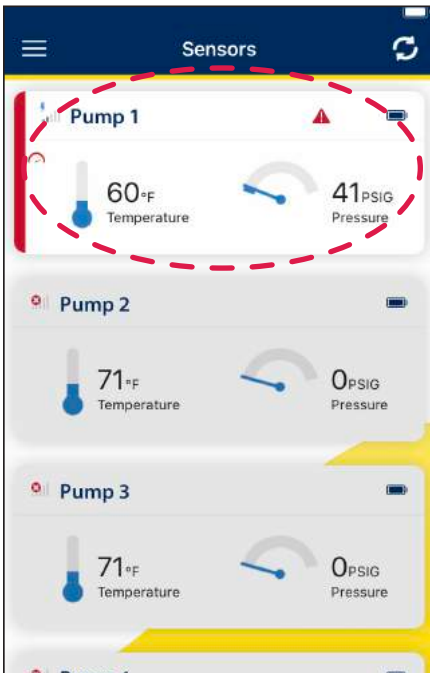 Sensors
Pump 1
60°F
Temperature
41PSIG
Pressure
Pump 2
71°F
Temperature
0PSIG
Pressure
Pump 3
71°F
Temperature
0PSIG
Pressure